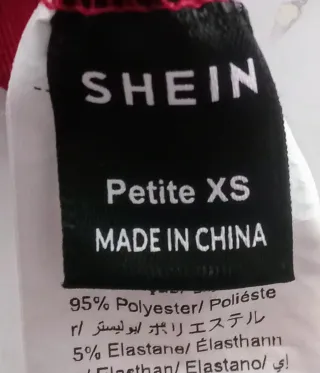 SHEIN
Petite XS
MADE IN CHINA
95% Polyester/ Poliéste
r/ بوليستر/ ポリエステル
5% Elastane/ Élasthann
/ Elasthan/ Elastano/ إي